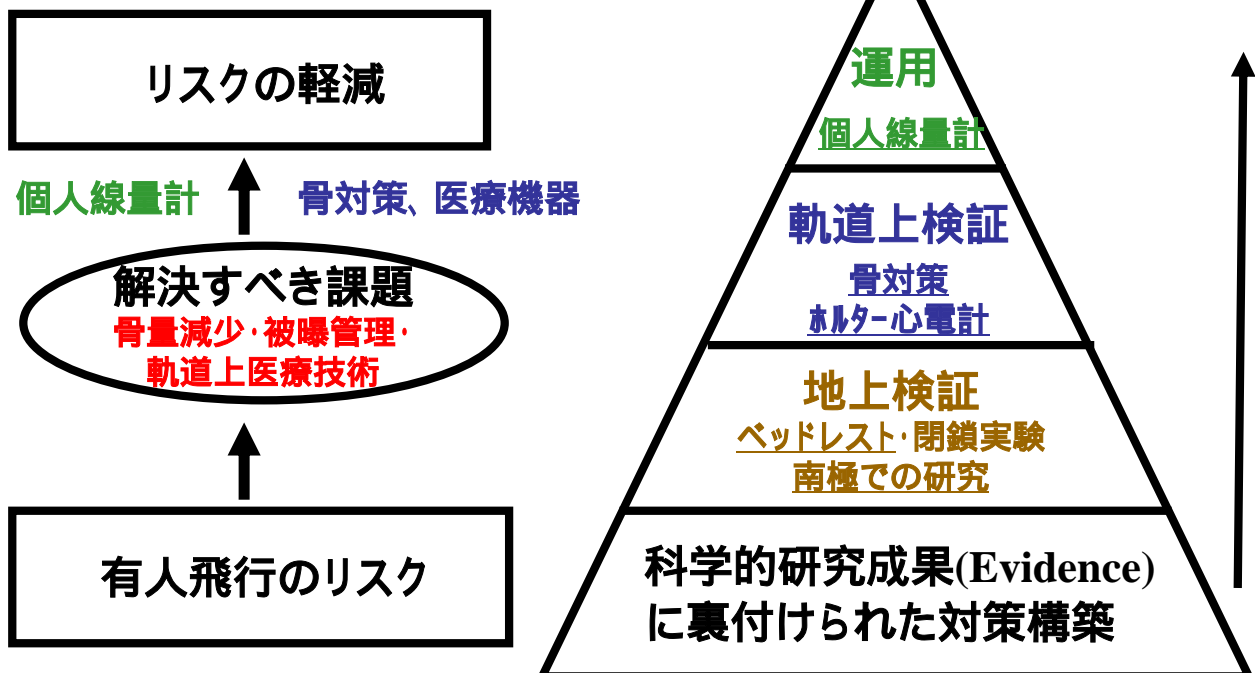 リスクの軽減
個人線量計
骨対策、医療機器
解決すべき課題
骨量減少・被曝管理・
軌道上医療技術
有人飛行のリスク
運用
個人線量計
軌道上検証
骨対策
ホルター心電計
地上検証
ベッドレスト・閉鎖実験
南極での研究
科学的研究成果(Evidence)
に裏付けられた対策構築